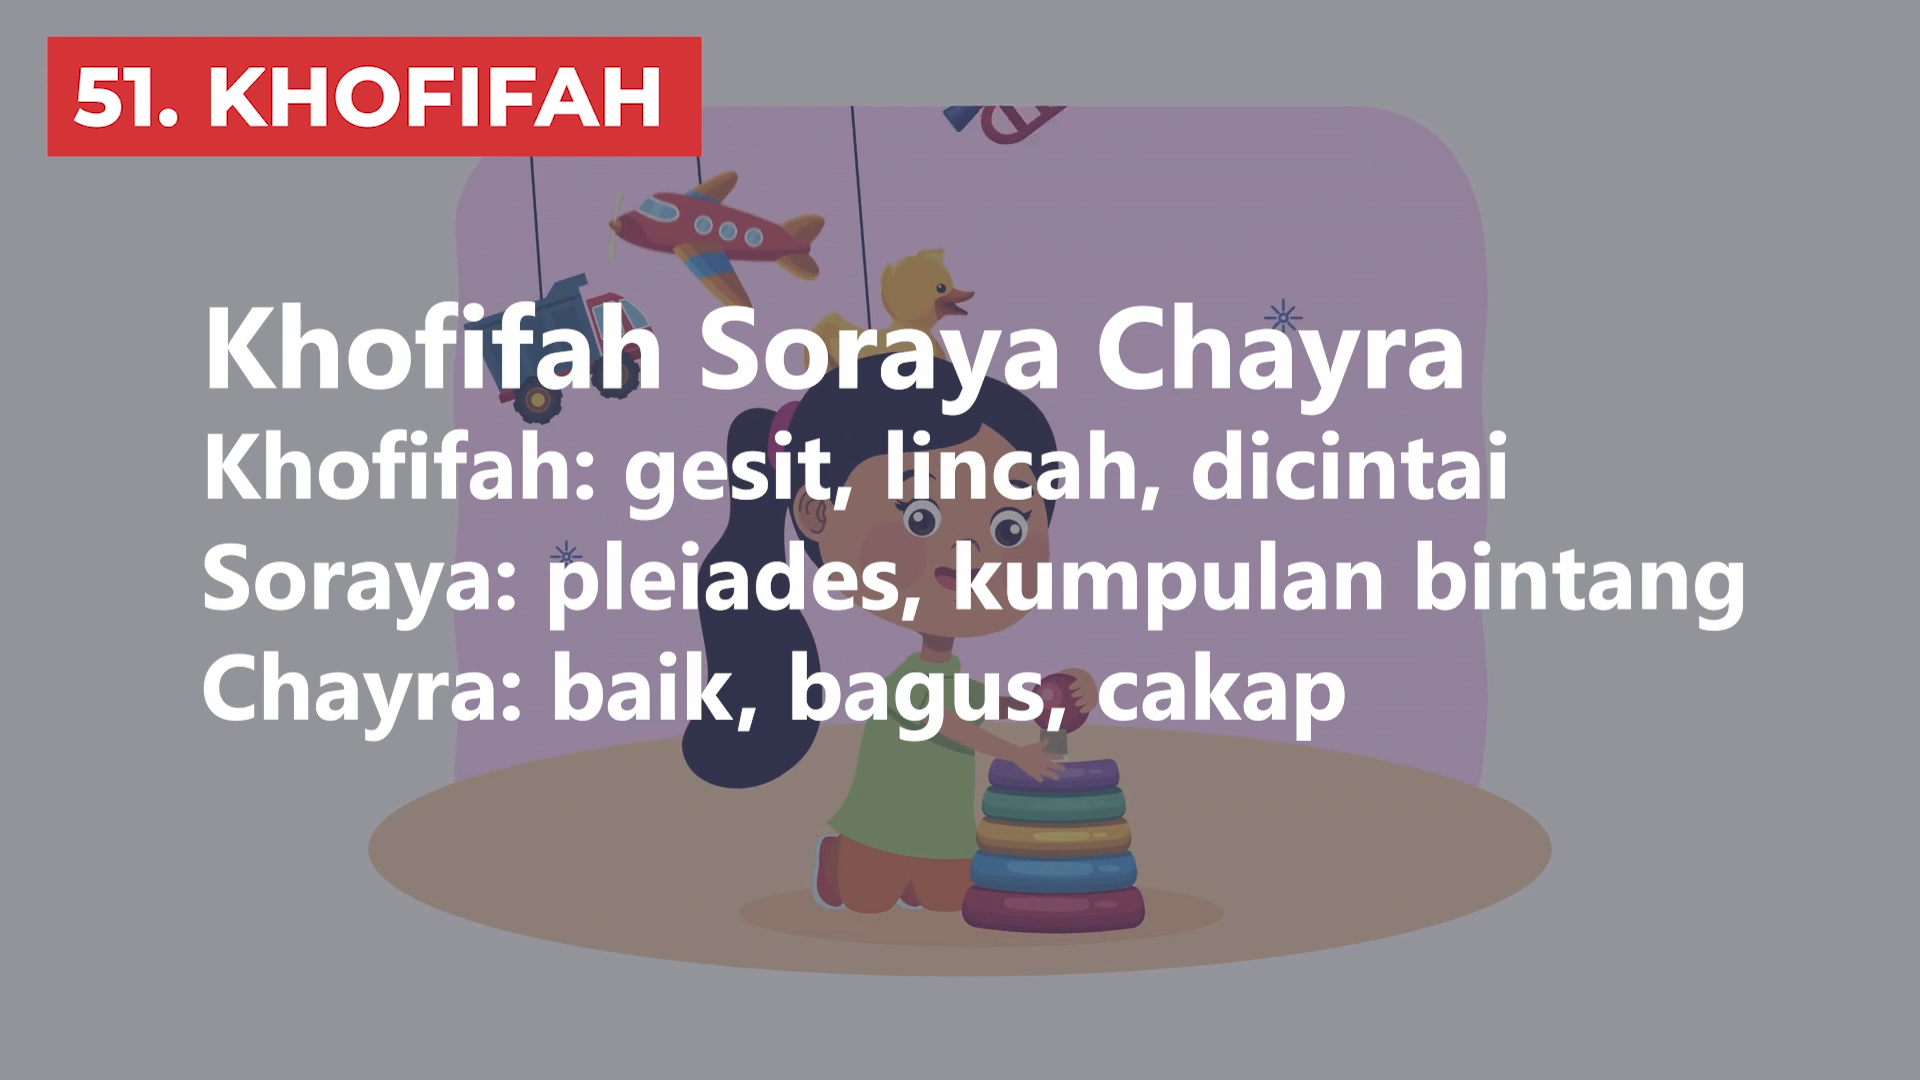 51. KHOFIFAH
Khofifah Soraya Chayra
Khofifah: gesit, lincah, dicintai
Soraya: pleiades, kumpulan bintang
Chayra: baik, bagus, cakap